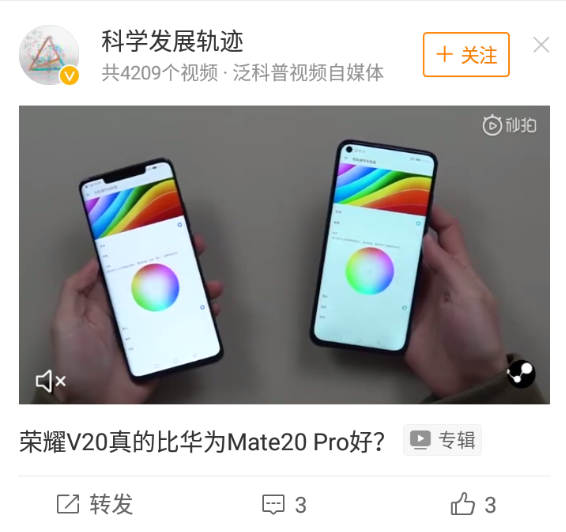 科学发展轨迹
共4209个视频 · 泛科普视频自媒体
+ 关注
秒拍
荣耀V20真的比华为Mate20 Pro好？
专辑
转发
3
3